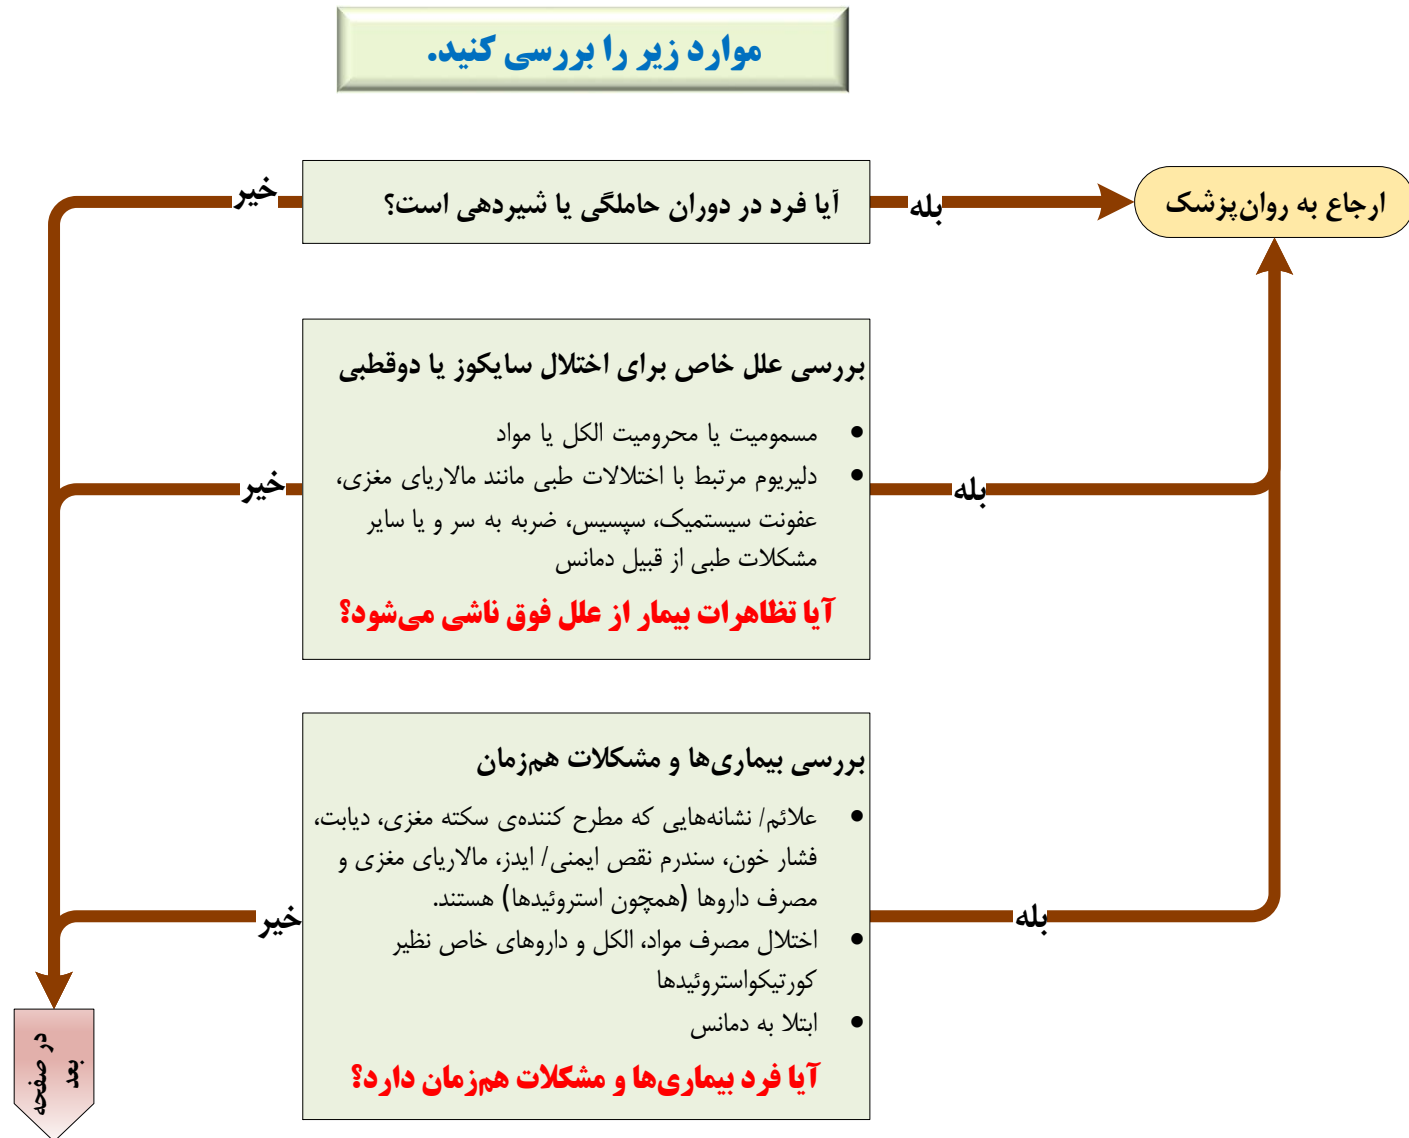 موارد زیر را بررسی کنید.
ارجاع به روان‌پزشک
بله
آیا فرد در دوران حاملگی یا شیردهی است؟
خیر
بررسی علل خاص برای اختلال سایکوز یا دوقطبی
● مسمومیت یا محرومیت الکل یا مواد
● دلیریوم مرتبط با اختلالات طبی مانند مالاریای مغزی،
عفونت سیستمیک، سپسیس، ضربه به سر و یا سایر
مشکلات طبی از قبیل دمانس
آیا تظاهرات بیمار از علل فوق ناشی می‌شود؟
بله
خیر
بررسی بیماری‌ها و مشکلات هم‌زمان
● علائم/ نشانه‌هایی که مطرح کننده‌ی سکته مغزی، دیابت،
فشار خون، سندرم نقص ایمنی/ ایدز، مالاریای مغزی و
مصرف داروها (همچون استروئیدها) هستند.
● اختلال مصرف مواد، الکل و داروهای خاص نظیر
کورتیکواستروئیدها
● ابتلا به دمانس
آیا فرد بیماری‌ها و مشکلات هم‌زمان دارد؟
بله
خیر
در صفحه
بعد